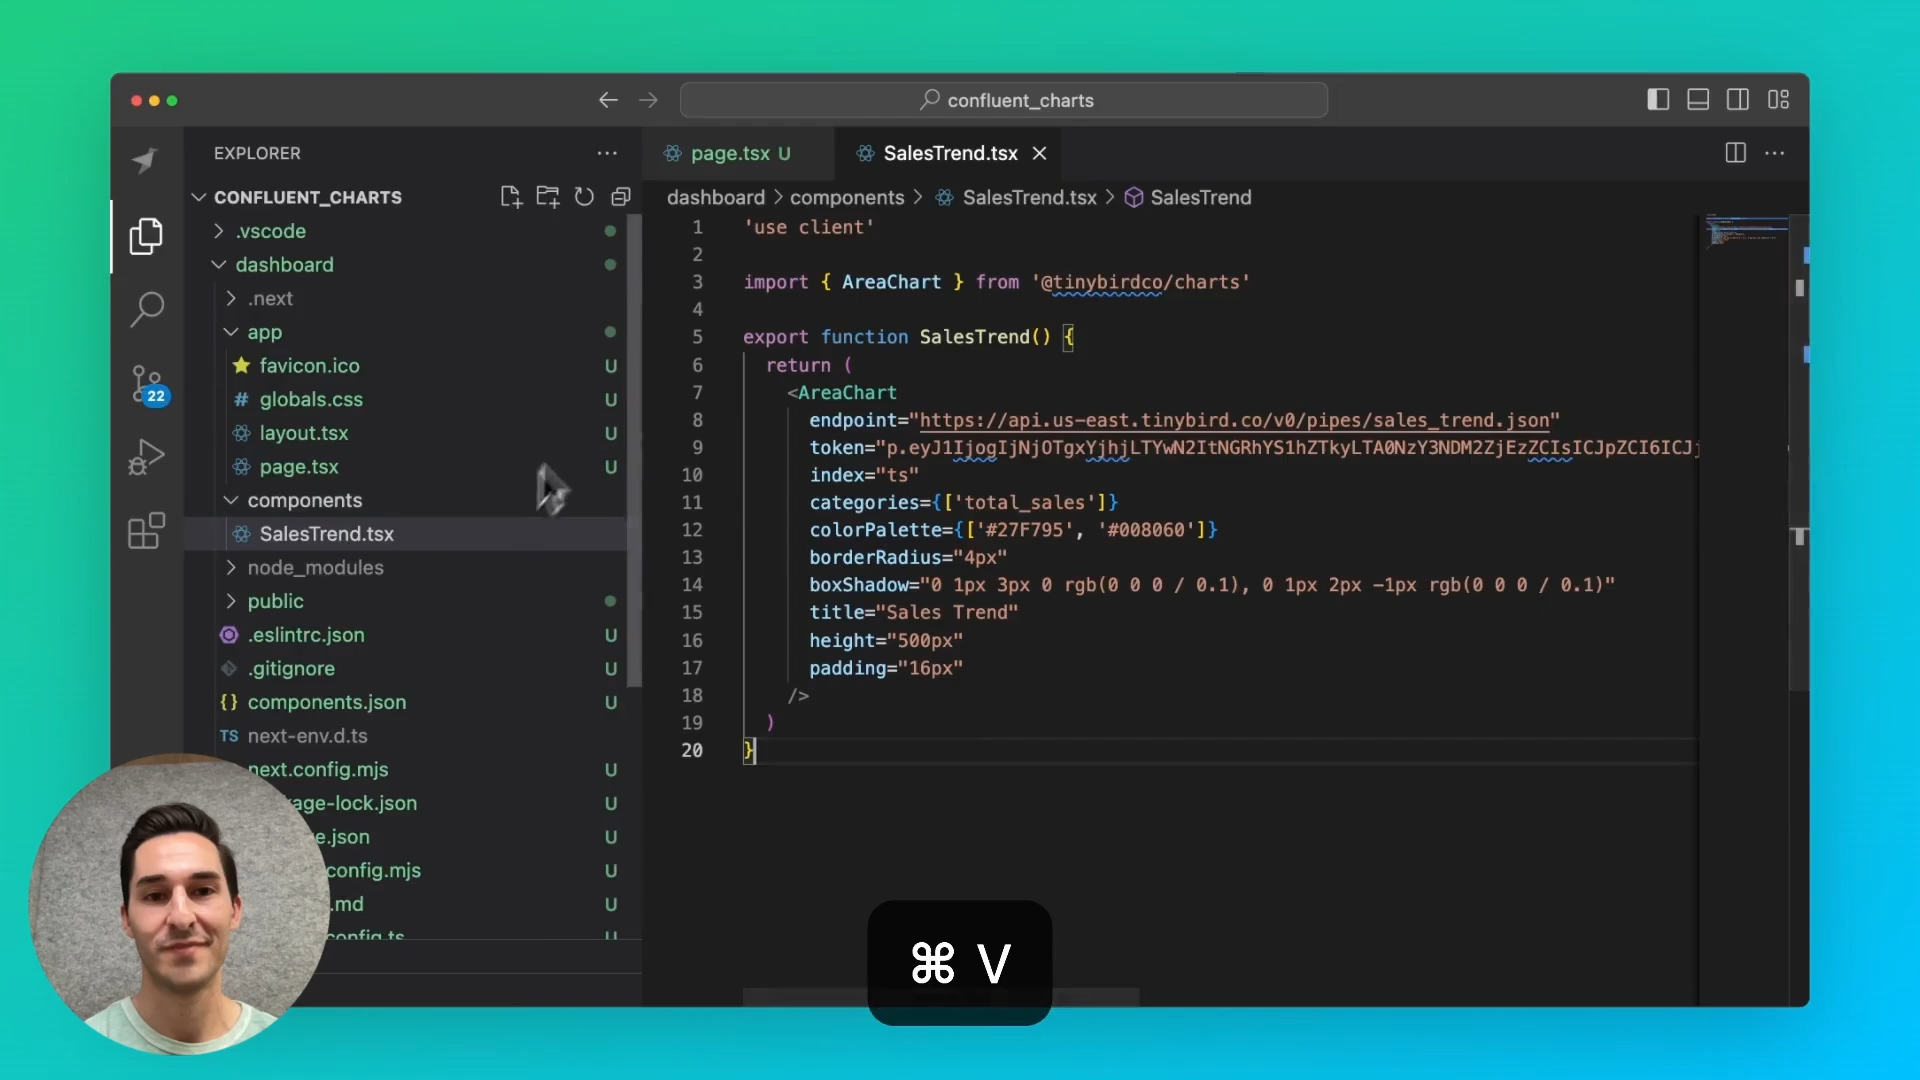 confluent_charts
EXPLORER
page.tsx U
SalesTrend.tsx
CONFLUENT_CHARTS
dashboard > components > SalesTrend.tsx > SalesTrend
.vscode
dashboard
.next
app
favicon.ico U
globals.css U
layout.tsx U
page.tsx U
components
SalesTrend.tsx
node_modules
public
.eslintrc.json U
.gitignore U
components.json U
TS next-env.d.ts
next.config.mjs U
kage-lock.json U
e.json U
config.mjs U
.md U
config.ts U
22
1 'use client'
2
3 import { AreaChart } from '@tinybirdco/charts'
4
5 export function SalesTrend() {
6 return (
7 <AreaChart
8 endpoint="https://api.us-east.tinybird.co/v0/pipes/sales_trend.json"
9 token="p.eyJ1IjogIjNjOTgxYjhjLTYwN2ItNGRhYS1hZTkyLTA0NzY3NDM2ZjEzZCIsICJpZCI6ICJj
10 index="ts"
11 categories={['total_sales']}
12 colorPalette={['#27F795', '#008060']}
13 borderRadius="4px"
14 boxShadow="0 1px 3px 0 rgb(0 0 0 / 0.1), 0 1px 2px -1px rgb(0 0 0 / 0.1)"
15 title="Sales Trend"
16 height="500px"
17 padding="16px"
18 />
19 )
20 }
⌘ V